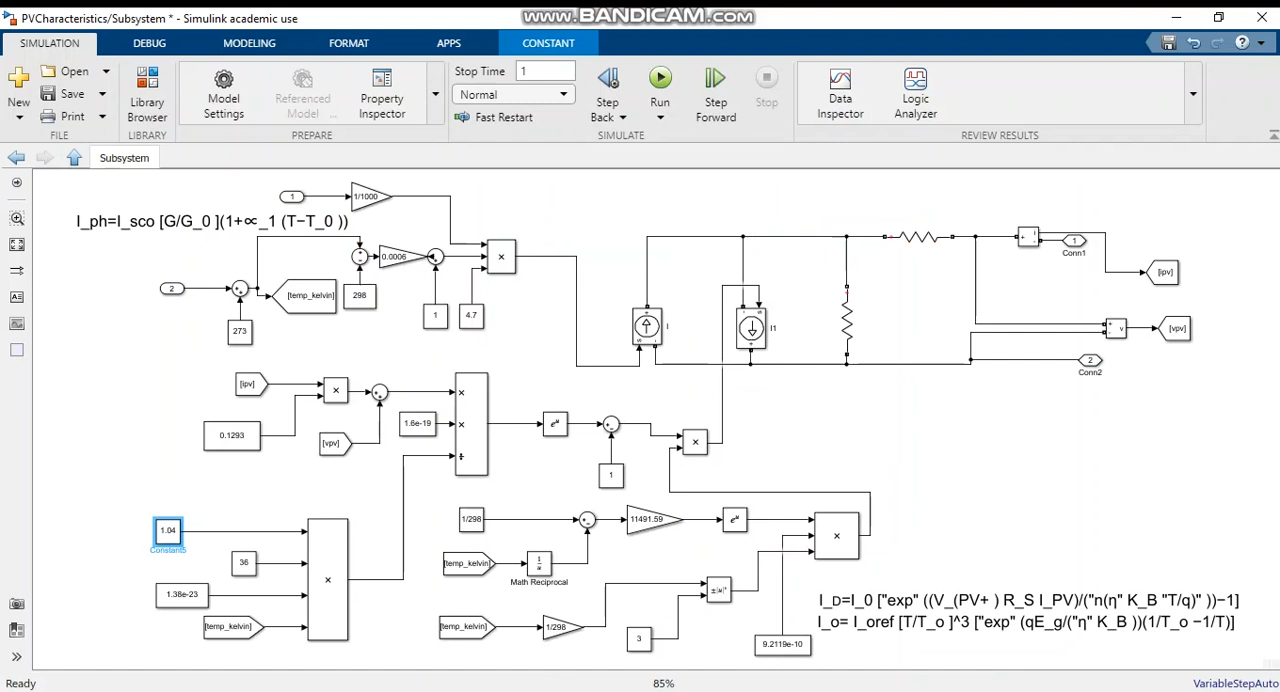 PVCharacteristics/Subsystem * - Simulink academic use
www.BANDICAM.com
SIMULATION DEBUG MODELING FORMAT APPS CONSTANT
New
Open
Save
Print
FILE
Library
Browser
LIBRARY
Model
Settings
Referenced
Model ...
Property
Inspector
PREPARE
Stop Time 1
Normal
Fast Restart
Step
Back
Run
Step
Forward
Stop
SIMULATE
Data
Inspector
Logic
Analyzer
REVIEW RESULTS
Subsystem
1
1/1000
I_ph=I_sco [G/G_0 ](1+∝_1 (T−T_0 ))
0.0006
2
[temp_kelvin]
298
273
1
4.7
I
I1
1
Conn1
[ipv]
v
[vpv]
2
Conn2
[ipv]
0.1293
[vpv]
1.6e-19
e^u
1
1.04
Constant5
36
1.38e-23
[temp_kelvin]
1/298
11491.59
e^u
[temp_kelvin]
1
u
Math Reciprocal
[temp_kelvin]
1/298
3
9.2119e-10
I_D=I_0 ["exp" ((V_(PV+ ) R_S I_PV)/("n(η" K_B "T/q)" ))−1]
I_o= I_oref [T/T_o ]^3 ["exp" (qE_g/("η" K_B ))(1/T_o −1/T)]
Ready
85%
VariableStepAuto